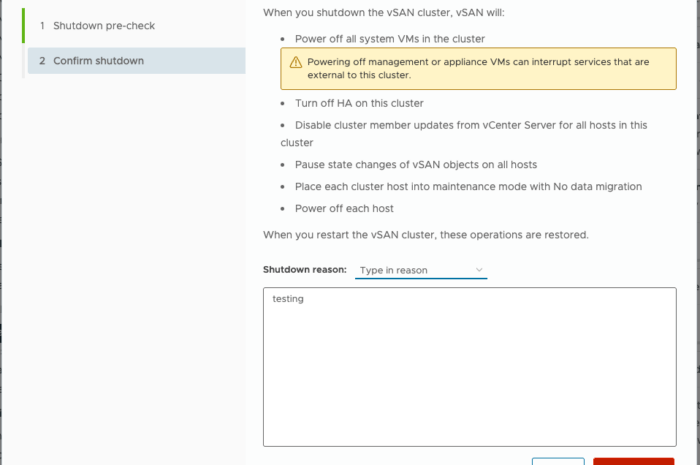 When you shutdown the vSAN cluster, vSAN will:
1 Shutdown pre-check
• Power off all system VMs in the cluster
2 Confirm shutdown
Powering off management or appliance VMs can interrupt services that are
external to this cluster.
• Turn off HA on this cluster
• Disable cluster member updates from vCenter Server for all hosts in this
cluster
• Pause state changes of vSAN objects on all hosts
• Place each cluster host into maintenance mode with No data migration
• Power off each host
When you restart the vSAN cluster, these operations are restored.
Shutdown reason: Type in reason
testing